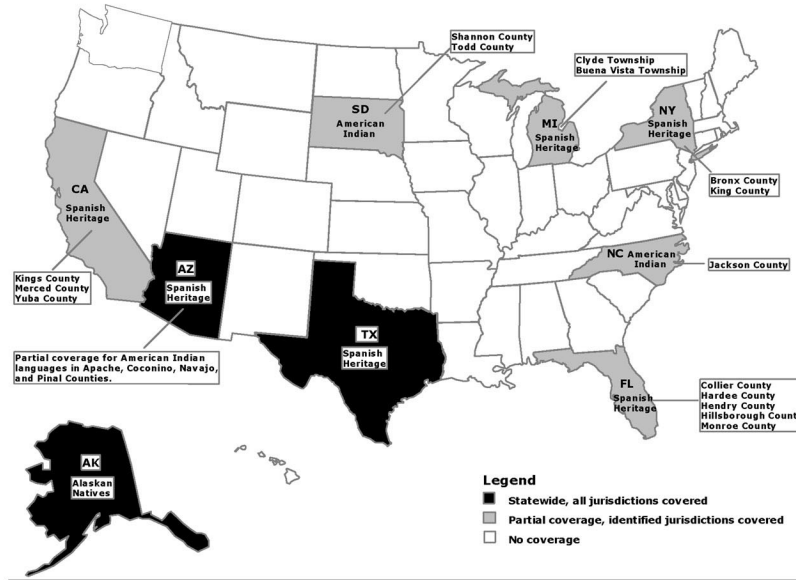 Shannon County
Todd County
Clyde Township
Buena Vista Township
SD
American
Indian
MI
Spanish
Heritage
NY
Spanish
Heritage
Bronx County
King County
CA
Spanish
Heritage
NC American
Indian
Jackson County
Kings County
Merced County
Yuba County
AZ
Spanish
Heritage
TX
Spanish
Heritage
Partial coverage for American Indian
languages in Apache, Coconino, Navajo,
and Pinal Counties.
FL
Spanish
Heritage
Collier County
Hardee County
Hendry County
Hillsborough Count
Monroe County
AK
Alaskan
Natives
Legend
Statewide, all jurisdictions covered
Partial coverage, identified jurisdictions covered
No coverage